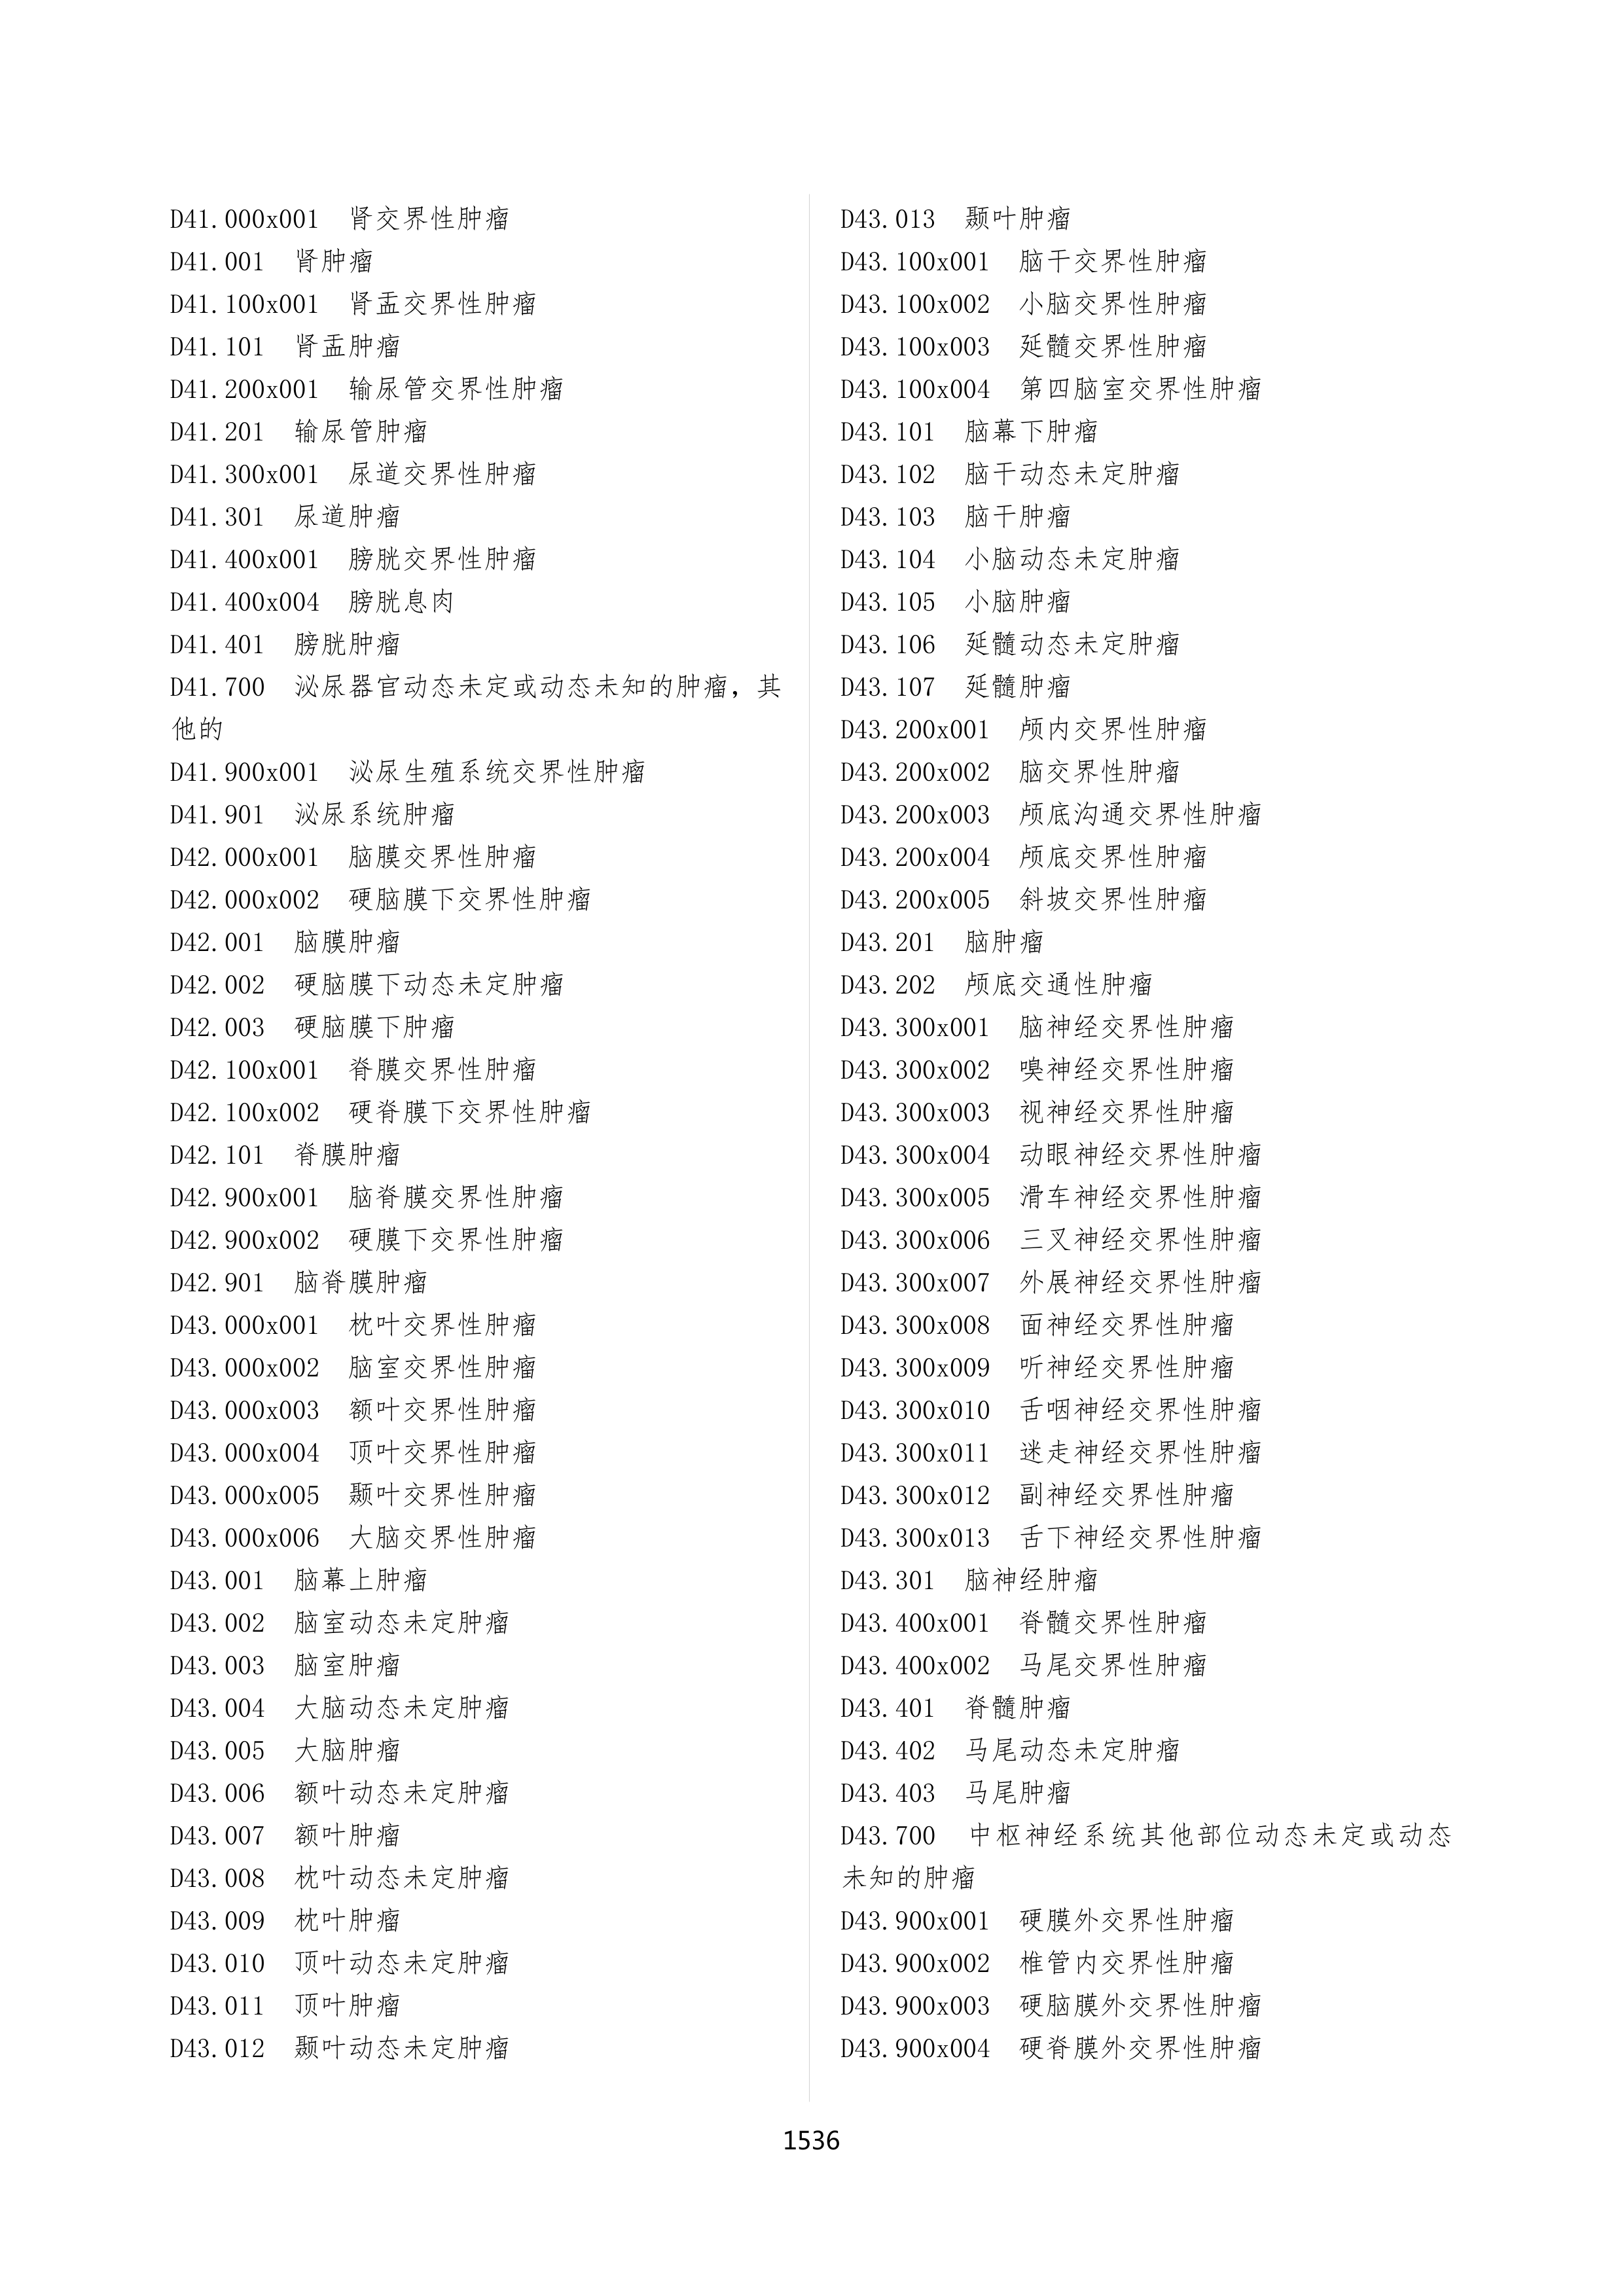 D41.000x001 肾交界性肿瘤
D41.001 肾肿瘤
D41.100x001 肾盂交界性肿瘤
D41.101 肾盂肿瘤
D41.200x001 输尿管交界性肿瘤
D41.201 输尿管肿瘤
D41.300x001 尿道交界性肿瘤
D41.301 尿道肿瘤
D41.400x001 膀胱交界性肿瘤
D41.400x004 膀胱息肉
D41.401 膀胱肿瘤
D41.700 泌尿器官动态未定或动态未知的肿瘤，其
他的
D41.900x001 泌尿生殖系统交界性肿瘤
D41.901 泌尿系统肿瘤
D42.000x001 脑膜交界性肿瘤
D42.000x002 硬脑膜下交界性肿瘤
D42.001 脑膜肿瘤
D42.002 硬脑膜下动态未定肿瘤
D42.003 硬脑膜下肿瘤
D42.100x001 脊膜交界性肿瘤
D42.100x002 硬脊膜下交界性肿瘤
D42.101 脊膜肿瘤
D42.900x001 脑脊膜交界性肿瘤
D42.900x002 硬膜下交界性肿瘤
D42.901 脑脊膜肿瘤
D43.000x001 枕叶交界性肿瘤
D43.000x002 脑室交界性肿瘤
D43.000x003 额叶交界性肿瘤
D43.000x004 顶叶交界性肿瘤
D43.000x005 颞叶交界性肿瘤
D43.000x006 大脑交界性肿瘤
D43.001 脑幕上肿瘤
D43.002 脑室动态未定肿瘤
D43.003 脑室肿瘤
D43.004 大脑动态未定肿瘤
D43.005 大脑肿瘤
D43.006 额叶动态未定肿瘤
D43.007 额叶肿瘤
D43.008 枕叶动态未定肿瘤
D43.009 枕叶肿瘤
D43.010 顶叶动态未定肿瘤
D43.011 顶叶肿瘤
D43.012 颞叶动态未定肿瘤
D43.013 颞叶肿瘤
D43.100x001 脑干交界性肿瘤
D43.100x002 小脑交界性肿瘤
D43.100x003 延髓交界性肿瘤
D43.100x004 第四脑室交界性肿瘤
D43.101 脑幕下肿瘤
D43.102 脑干动态未定肿瘤
D43.103 脑干肿瘤
D43.104 小脑动态未定肿瘤
D43.105 小脑肿瘤
D43.106 延髓动态未定肿瘤
D43.107 延髓肿瘤
D43.200x001 颅内交界性肿瘤
D43.200x002 脑交界性肿瘤
D43.200x003 颅底沟通交界性肿瘤
D43.200x004 颅底交界性肿瘤
D43.200x005 斜坡交界性肿瘤
D43.201 脑肿瘤
D43.202 颅底交通性肿瘤
D43.300x001 脑神经交界性肿瘤
D43.300x002 嗅神经交界性肿瘤
D43.300x003 视神经交界性肿瘤
D43.300x004 动眼神经交界性肿瘤
D43.300x005 滑车神经交界性肿瘤
D43.300x006 三叉神经交界性肿瘤
D43.300x007 外展神经交界性肿瘤
D43.300x008 面神经交界性肿瘤
D43.300x009 听神经交界性肿瘤
D43.300x010 舌咽神经交界性肿瘤
D43.300x011 迷走神经交界性肿瘤
D43.300x012 副神经交界性肿瘤
D43.300x013 舌下神经交界性肿瘤
D43.301 脑神经肿瘤
D43.400x001 脊髓交界性肿瘤
D43.400x002 马尾交界性肿瘤
D43.401 脊髓肿瘤
D43.402 马尾动态未定肿瘤
D43.403 马尾肿瘤
D43.700 中枢神经系统其他部位动态未定或动态
未知的肿瘤
D43.900x001 硬膜外交界性肿瘤
D43.900x002 椎管内交界性肿瘤
D43.900x003 硬脑膜外交界性肿瘤
D43.900x004 硬脊膜外交界性肿瘤
1536